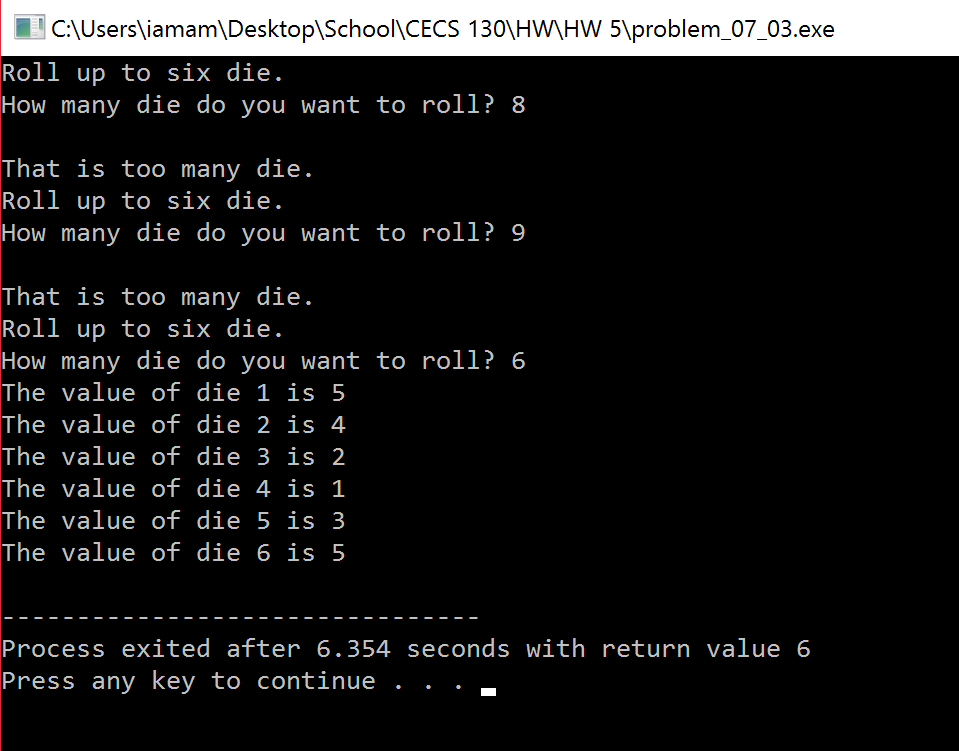 C:\Users\iamam\Desktop\School\CECS 130\HW\HW 5\problem_07_03.exe
Roll up to six die.
How many die do you want to roll? 8
That is too many die.
Roll up to six die.
How many die do you want to roll? 9
That is too many die.
Roll up to six die.
How many die do you want to roll? 6
The value of die 1 is 5
The value of die 2 is 4
The value of die 3 is 2
The value of die 4 is 1
The value of die 5 is 3
The value of die 6 is 5
--------------------------------
Process exited after 6.354 seconds with return value 6
Press any key to continue . . .